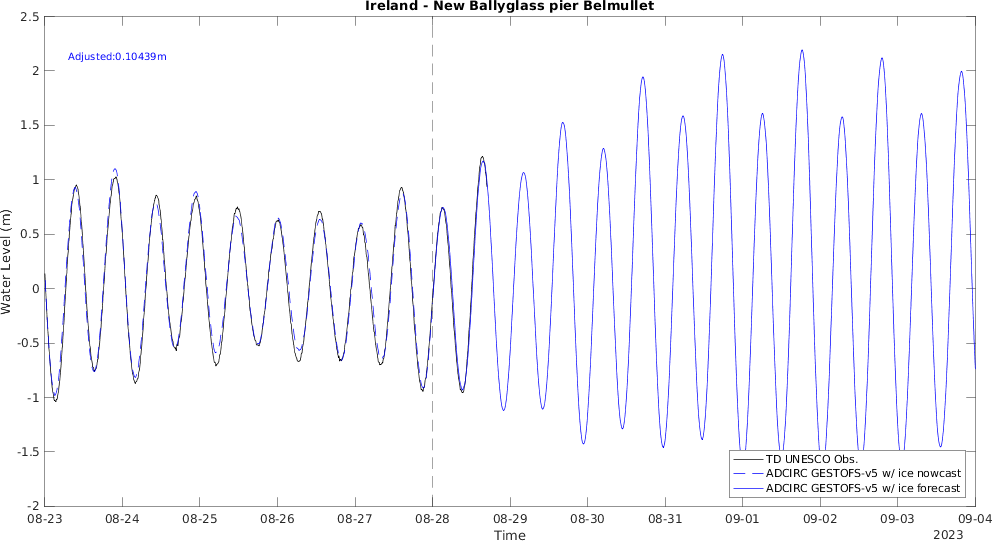 Ireland - New Ballyglass pier Belmullet
Adjusted:0.10439m
Water Level (m)
2.5
2
1.5
1
0.5
0
-0.5
-1
-1.5
-2
TD UNESCO Obs.
ADCIRC GESTOFS-v5 w/ ice nowcast
ADCIRC GESTOFS-v5 w/ ice forecast
08-23 08-24 08-25 08-26 08-27 08-28 08-29 08-30 08-31 09-01 09-02 09-03 09-04
Time
2023